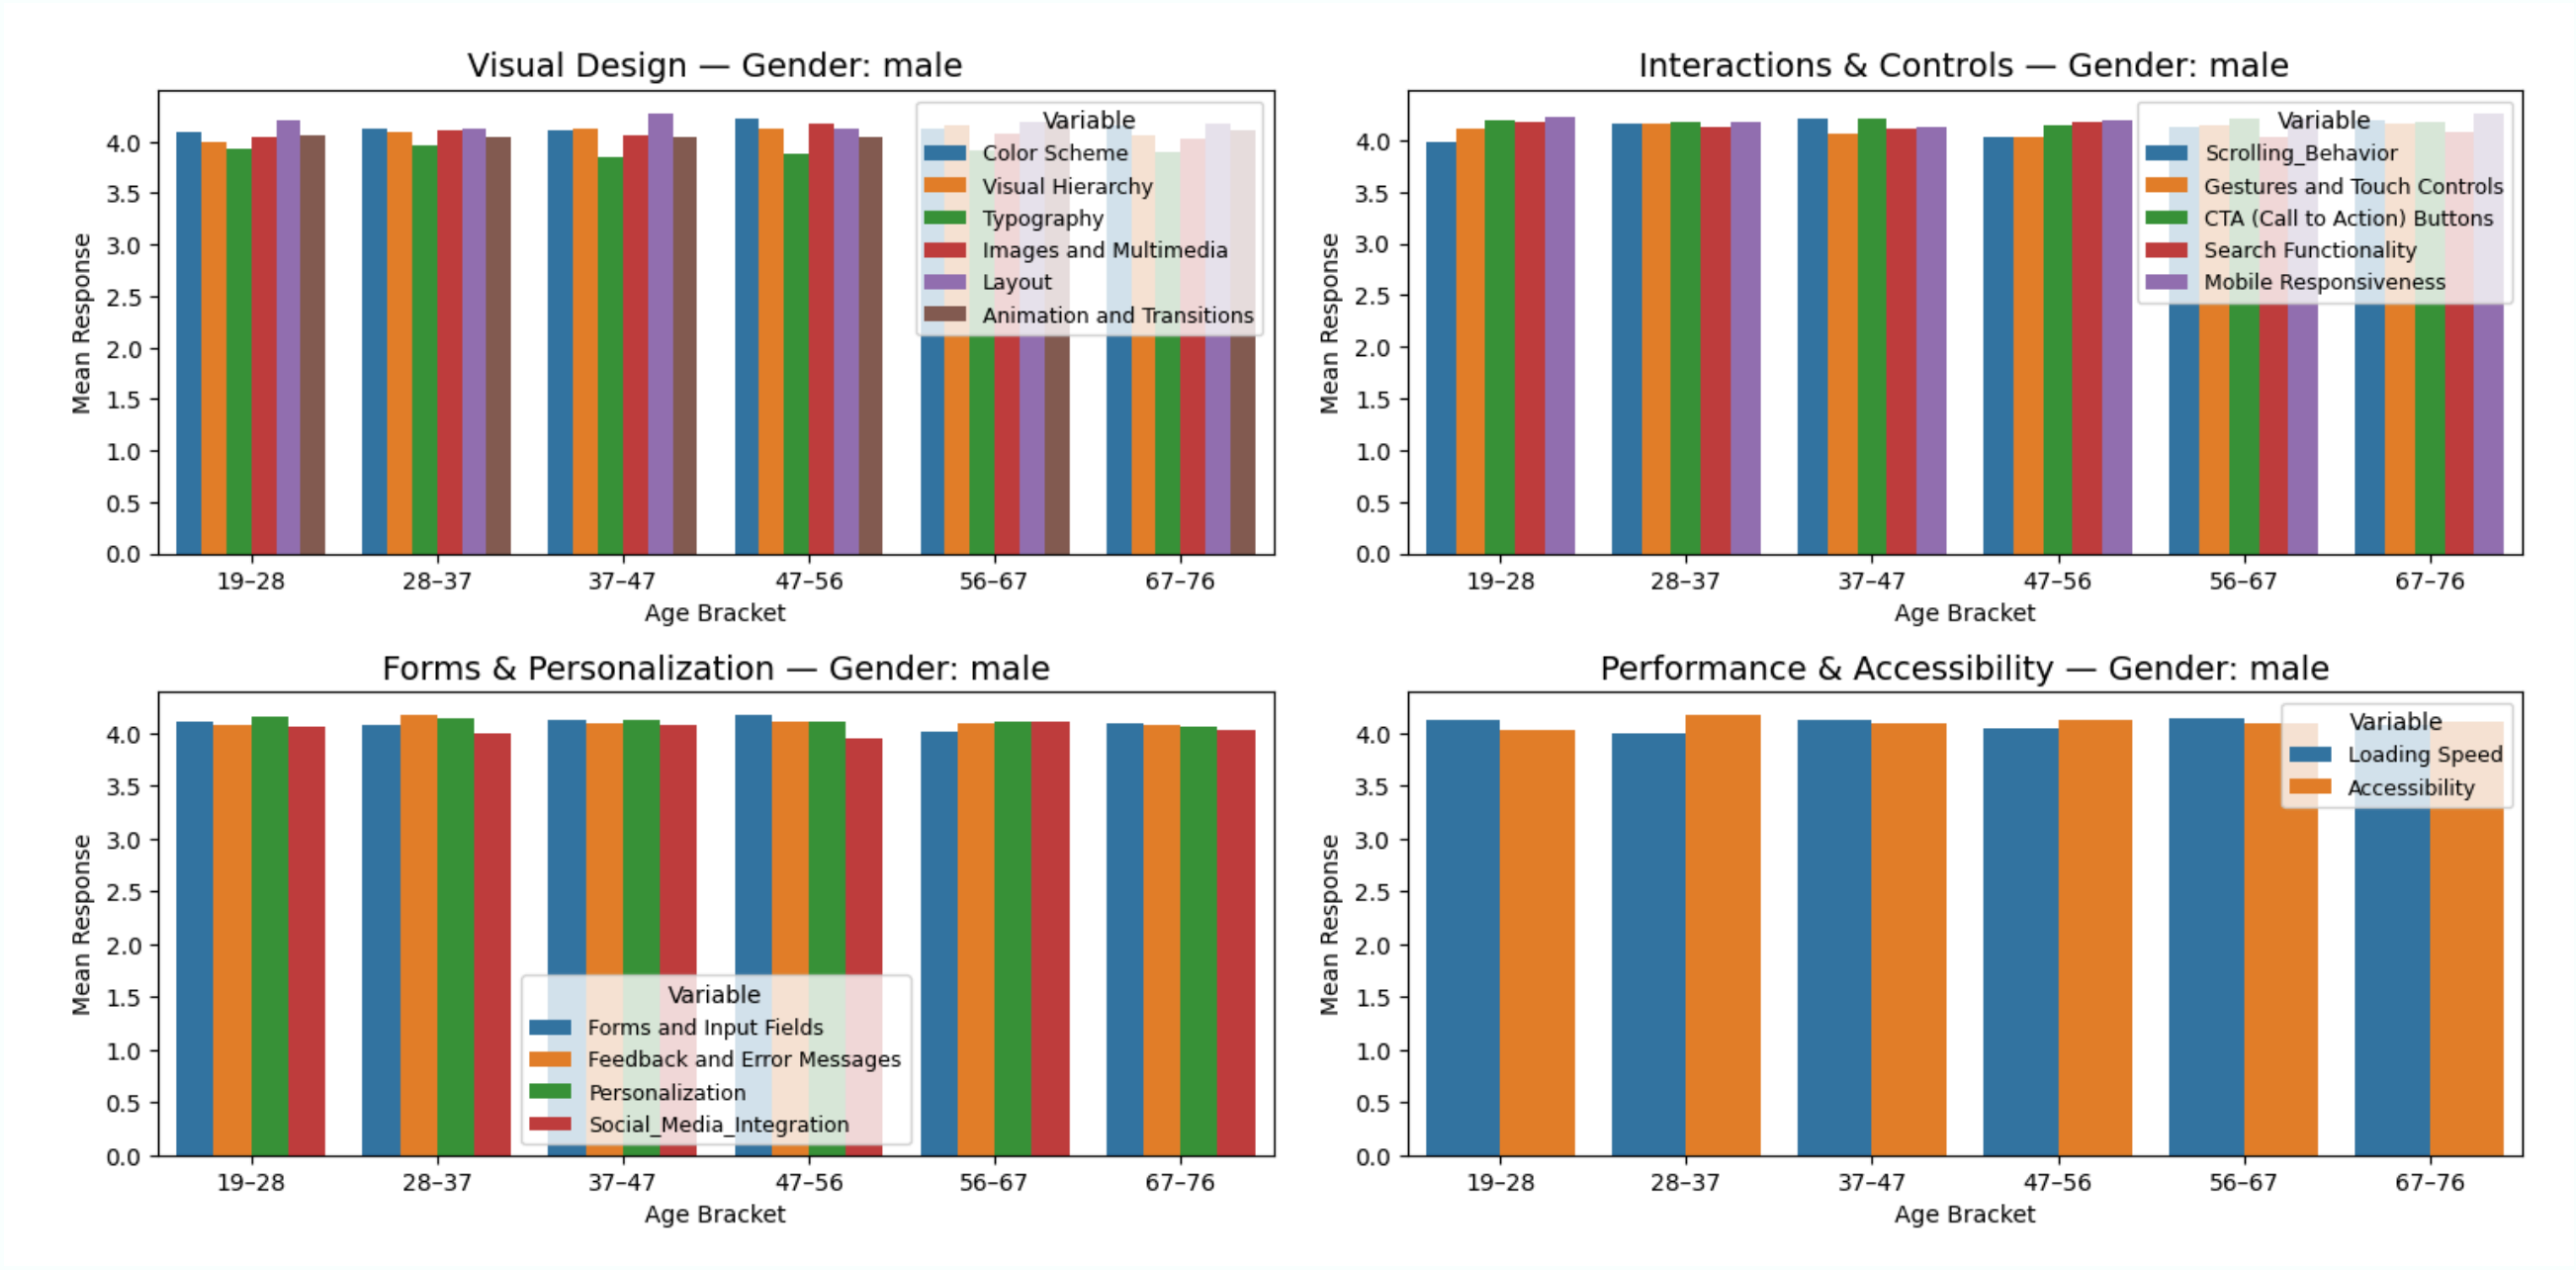 Visual Design — Gender: male
Mean Response
4.0
3.5
3.0
2.5
2.0
1.5
1.0
0.5
0.0
Variable
Color Scheme
Visual Hierarchy
Typography
Images and Multimedia
Layout
Animation and Transitions
19–28 28–37 37–47 47–56 56–67 67–76
Age Bracket
Interactions & Controls — Gender: male
Mean Response
4.0
3.5
3.0
2.5
2.0
1.5
1.0
0.5
0.0
Variable
Scrolling_Behavior
Gestures and Touch Controls
CTA (Call to Action) Buttons
Search Functionality
Mobile Responsiveness
19–28 28–37 37–47 47–56 56–67 67–76
Age Bracket
Forms & Personalization — Gender: male
Mean Response
4.0
3.5
3.0
2.5
2.0
1.5
1.0
0.5
0.0
Variable
Forms and Input Fields
Feedback and Error Messages
Personalization
Social_Media_Integration
19–28 28–37 37–47 47–56 56–67 67–76
Age Bracket
Performance & Accessibility — Gender: male
Mean Response
4.0
3.5
3.0
2.5
2.0
1.5
1.0
0.5
0.0
Variable
Loading Speed
Accessibility
19–28 28–37 37–47 47–56 56–67 67–76
Age Bracket